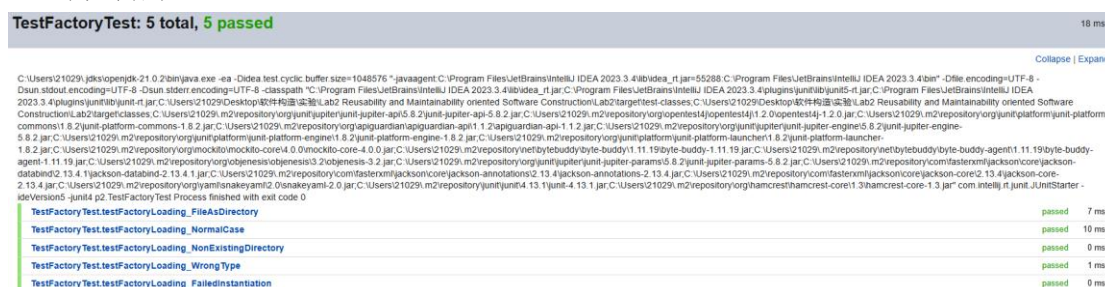 TestFactoryTest: 5 total, 5 passed
18 ms
Collapse | Expand
C:\Users\21029\.jdks\openjdk-21.0.2\bin\java.exe -ea -Didea.test.cyclic.buffer.size=1048576 "-javaagent:C:\Program Files\JetBrains\IntelliJ IDEA 2023.3.4\lib\idea_rt.jar=55288:C:\Program Files\JetBrains\IntelliJ IDEA 2023.3.4\bin" -Dfile.encoding=UTF-8 -
Dsun.stdout.encoding=UTF-8 -Dsun.stderr.encoding=UTF-8 -classpath "C:\Program Files\JetBrains\IntelliJ IDEA 2023.3.4\lib\idea_rt.jar;C:\Program Files\JetBrains\IntelliJ IDEA 2023.3.4\plugins\junit\lib\junit5-rt.jar;C:\Program Files\JetBrains\IntelliJ IDEA
2023.3.4\plugins\junit\lib\junit-rt.jar;C:\Users\21029\Desktop\软件构造\实验\Lab2 Reusability and Maintainability oriented Software Construction\Lab2\target\test-classes;C:\Users\21029\Desktop\软件构造\实验\Lab2 Reusability and Maintainability oriented Software
Construction\Lab2\target\classes;C:\Users\21029\.m2\repository\org\junit\jupiter\junit-jupiter-api\5.8.2\junit-jupiter-api-5.8.2.jar;C:\Users\21029\.m2\repository\org\opentest4j\opentest4j\1.2.0\opentest4j-1.2.0.jar;C:\Users\21029\.m2\repository\org\junit\platform\junit-platform-
commons\1.8.2\junit-platform-commons-1.8.2.jar;C:\Users\21029\.m2\repository\org\apiguardian\apiguardian-api\1.1.2\apiguardian-api-1.1.2.jar;C:\Users\21029\.m2\repository\org\junit\jupiter\junit-jupiter-engine\5.8.2\junit-jupiter-engine-
5.8.2.jar;C:\Users\21029\.m2\repository\org\junit\platform\junit-platform-engine\1.8.2\junit-platform-engine-1.8.2.jar;C:\Users\21029\.m2\repository\org\junit\platform\junit-platform-launcher\1.8.2\junit-platform-launcher-
1.8.2.jar;C:\Users\21029\.m2\repository\org\mockito\mockito-core\4.0.0\mockito-core-4.0.0.jar;C:\Users\21029\.m2\repository\net\bytebuddy\byte-buddy\1.11.19\byte-buddy-1.11.19.jar;C:\Users\21029\.m2\repository\net\bytebuddy\byte-buddy-agent\1.11.19\byte-buddy-
agent-1.11.19.jar;C:\Users\21029\.m2\repository\org\objenesis\objenesis\3.2\objenesis-3.2.jar;C:\Users\21029\.m2\repository\org\junit\jupiter\junit-jupiter-params\5.8.2\junit-jupiter-params-5.8.2.jar;C:\Users\21029\.m2\repository\com\fasterxml\jackson\core\jackson-
databind\2.13.4.1\jackson-databind-2.13.4.1.jar;C:\Users\21029\.m2\repository\com\fasterxml\jackson\core\jackson-annotations\2.13.4\jackson-annotations-2.13.4.jar;C:\Users\21029\.m2\repository\com\fasterxml\jackson\core\jackson-core\2.13.4\jackson-core-
2.13.4.jar;C:\Users\21029\.m2\repository\org\yaml\snakeyaml\2.0\snakeyaml-2.0.jar;C:\Users\21029\.m2\repository\junit\junit\4.13.1\junit-4.13.1.jar;C:\Users\21029\.m2\repository\org\hamcrest\hamcrest-core\1.3\hamcrest-core-1.3.jar" com.intellij.rt.junit.JUnitStarter -
ideVersion5 -junit4 p2.TestFactoryTest Process finished with exit code 0
TestFactoryTest.testFactoryLoading_FileAsDirectory passed 7 ms
TestFactoryTest.testFactoryLoading_NormalCase passed 10 ms
TestFactoryTest.testFactoryLoading_NonExistingDirectory passed 0 ms
TestFactoryTest.testFactoryLoading_WrongType passed 1 ms
TestFactoryTest.testFactoryLoading_FailedInstantiation passed 0 ms